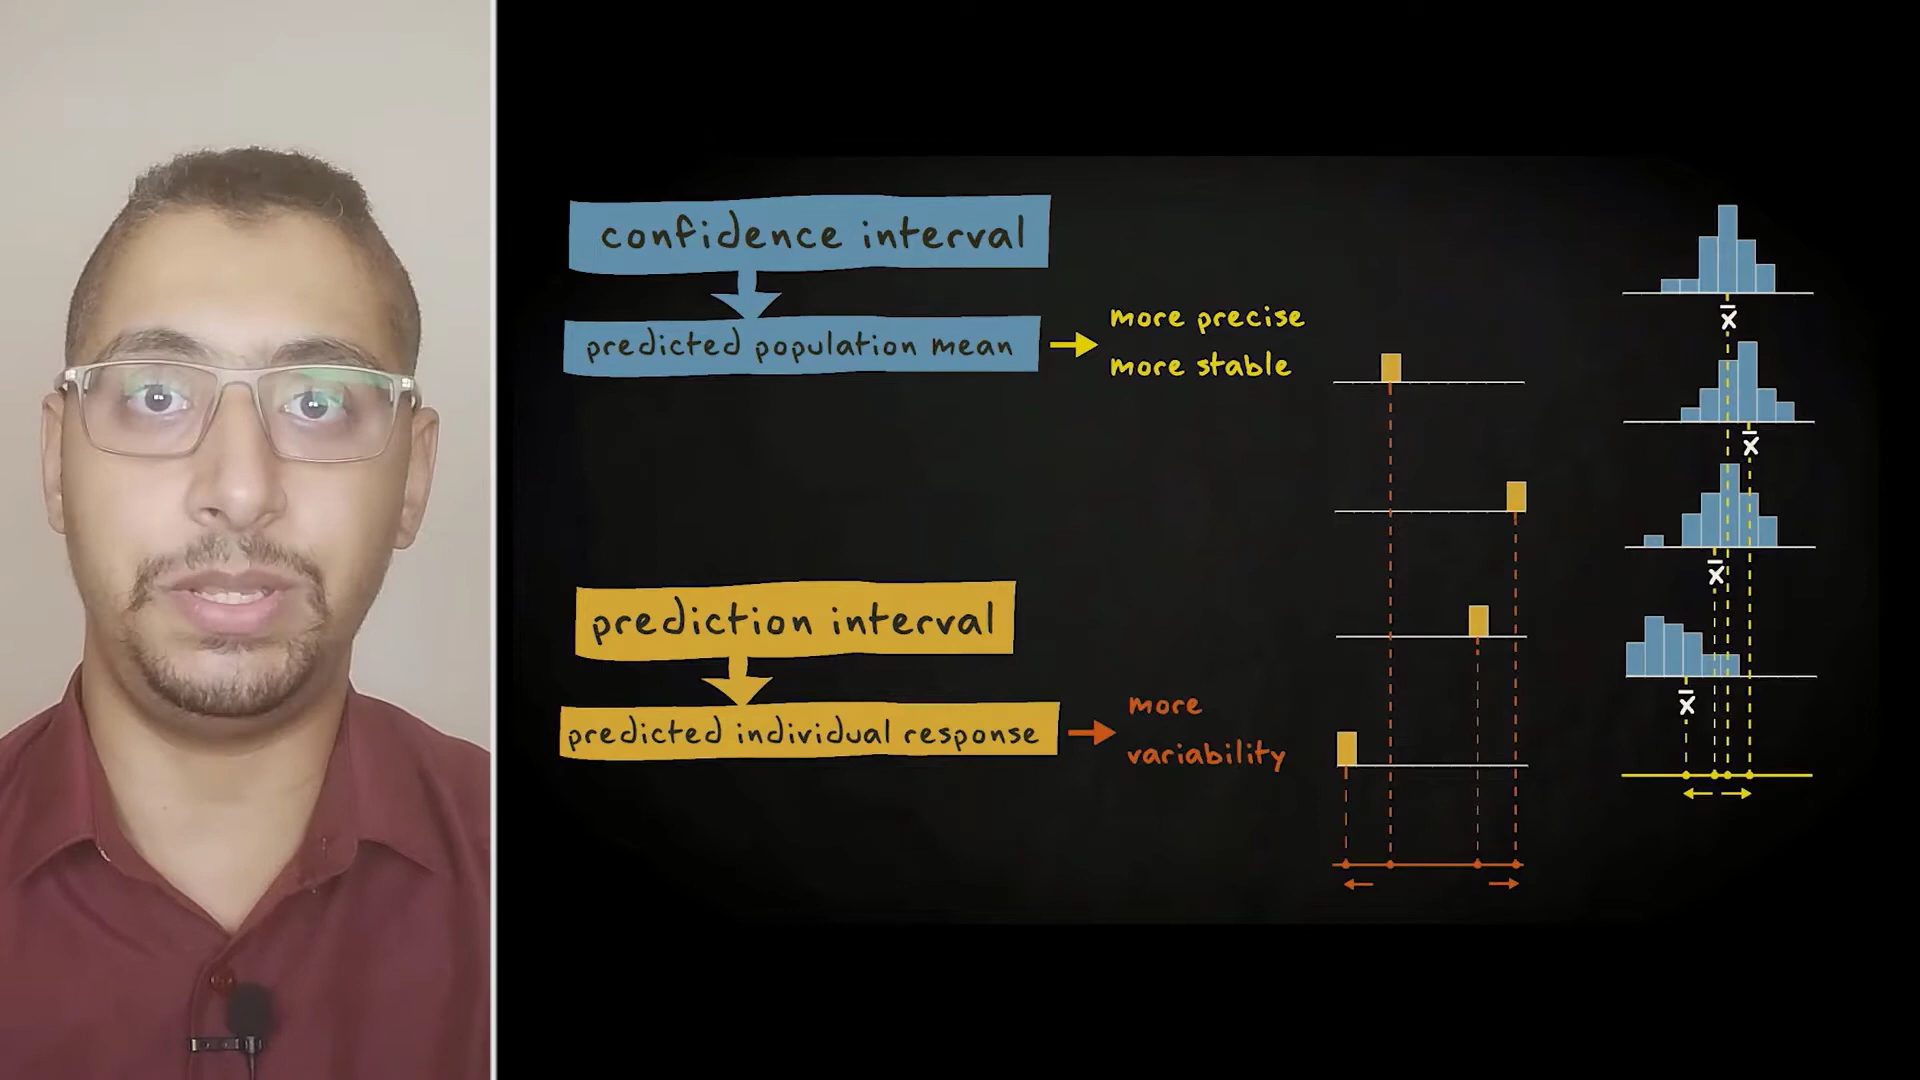 confidence interval
predicted population mean
more precise
more stable
prediction interval
predicted individual response
more
variability
x̄
x̄
x̄
x̄